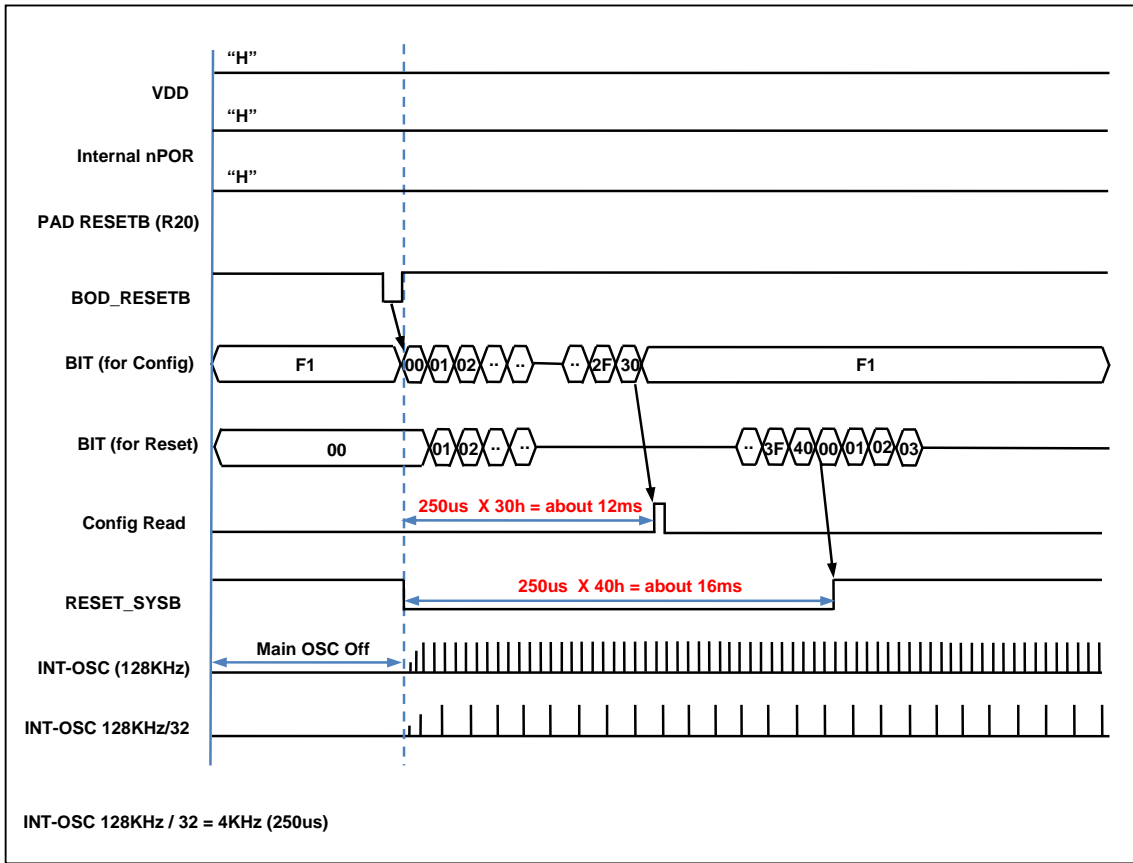 “H”
VDD
“H”
Internal nPOR
“H”
PAD RESETB (R20)
BOD_RESETB
BIT (for Config) F1 00 01 02 .. .. .. 2F 30 F1
BIT (for Reset) 00 01 02 .. .. .. 3F 40 00 01 02 03
250us X 30h = about 12ms
Config Read
250us X 40h = about 16ms
RESET_SYSB
Main OSC Off
INT-OSC (128KHz)
INT-OSC 128KHz/32
INT-OSC 128KHz / 32 = 4KHz (250us)